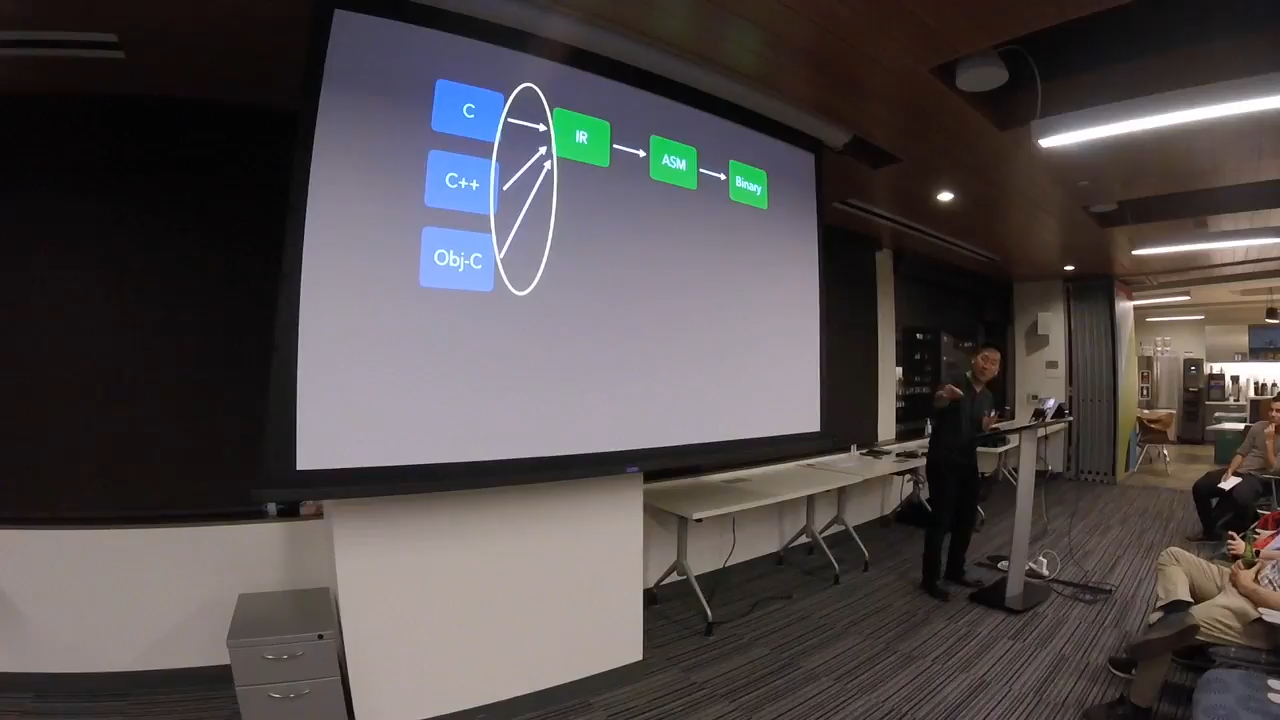 C
IR
ASM
Binary
C++
Obj-C